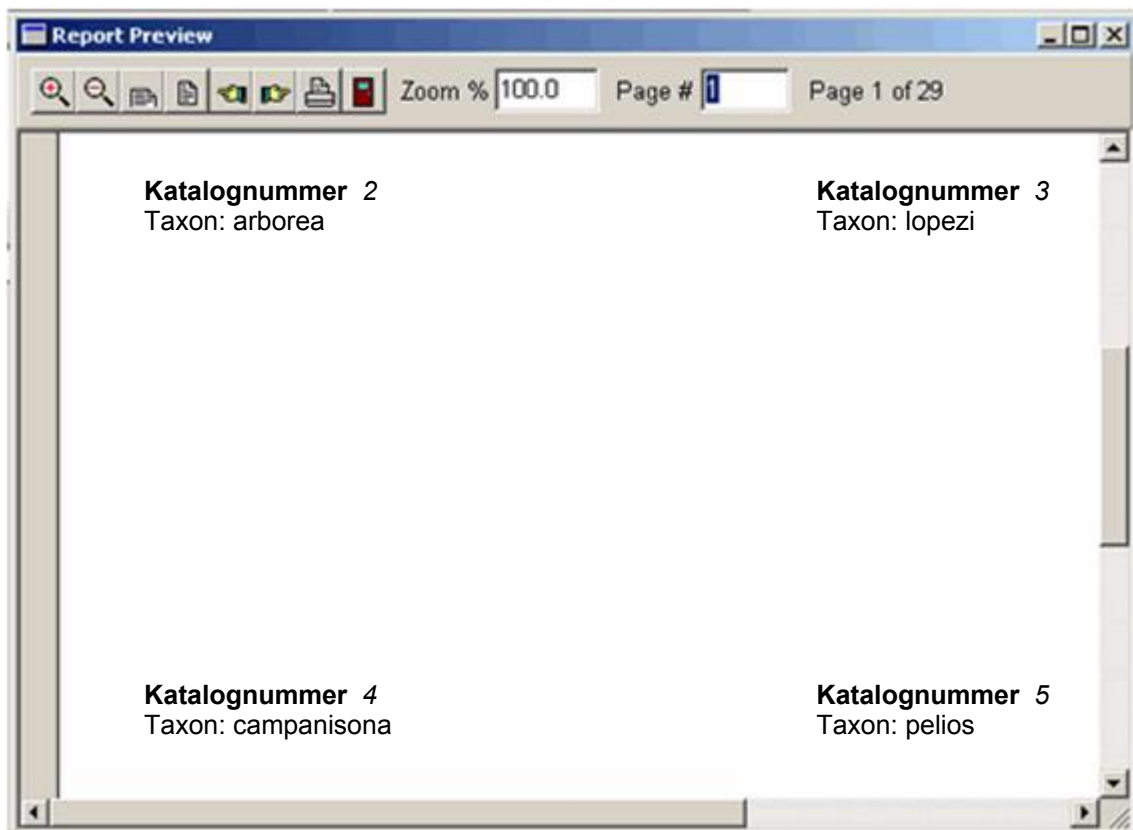 Report Preview
Zoom % 100.0 Page # 1 Page 1 of 29
Katalognummer 2
Taxon: arborea
Katalognummer 3
Taxon: lopezi
Katalognummer 4
Taxon: campanisona
Katalognummer 5
Taxon: pelios